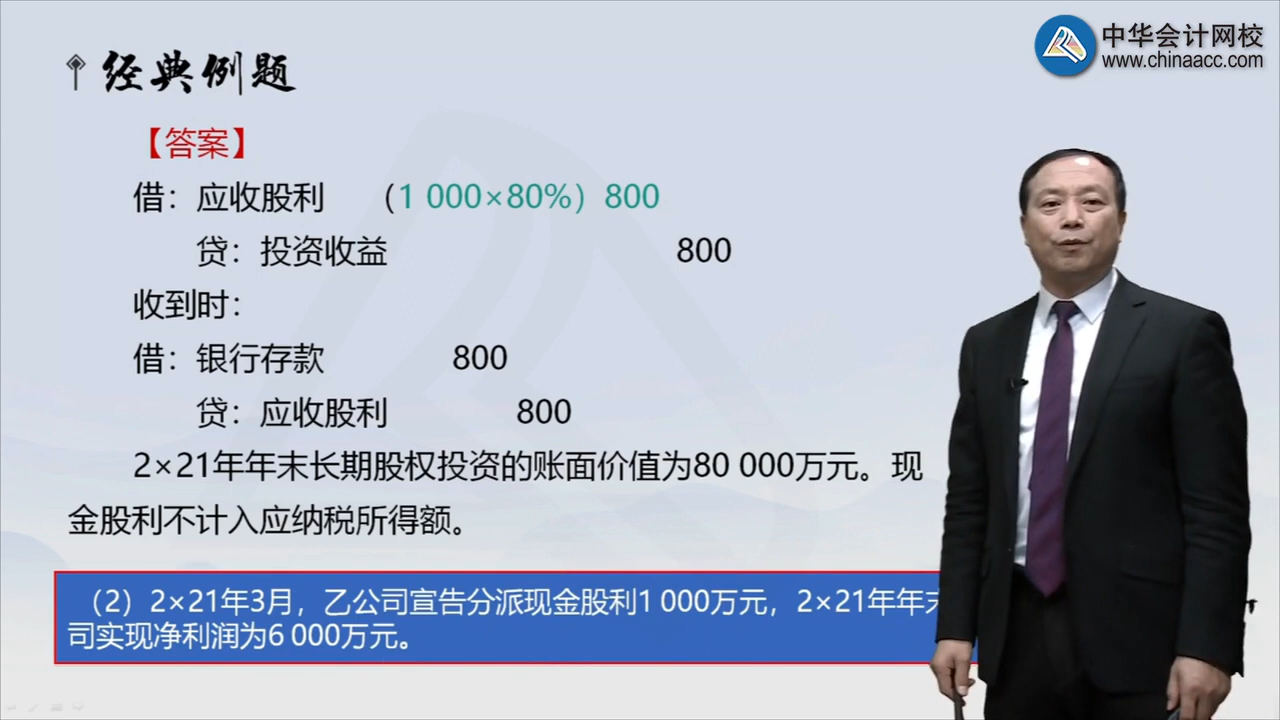 中华会计网校
www.chinaacc.com
经典例题
【答案】
借：应收股利 （1 000×80%）800
贷：投资收益 800
收到时：
借：银行存款 800
贷：应收股利 800
2×21年年末长期股权投资的账面价值为80 000万元。现
金股利不计入应纳税所得额。
（2）2×21年3月，乙公司宣告分派现金股利1 000万元，2×21年年
司实现净利润为6 000万元。